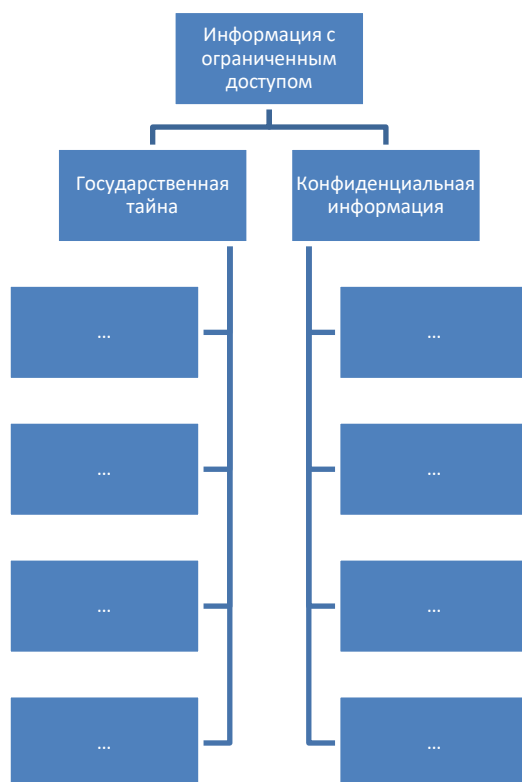 Информация с
ограниченным
доступом
Государственная
тайна
Конфиденциальная
информация
...
...
...
...
...
...
...
...